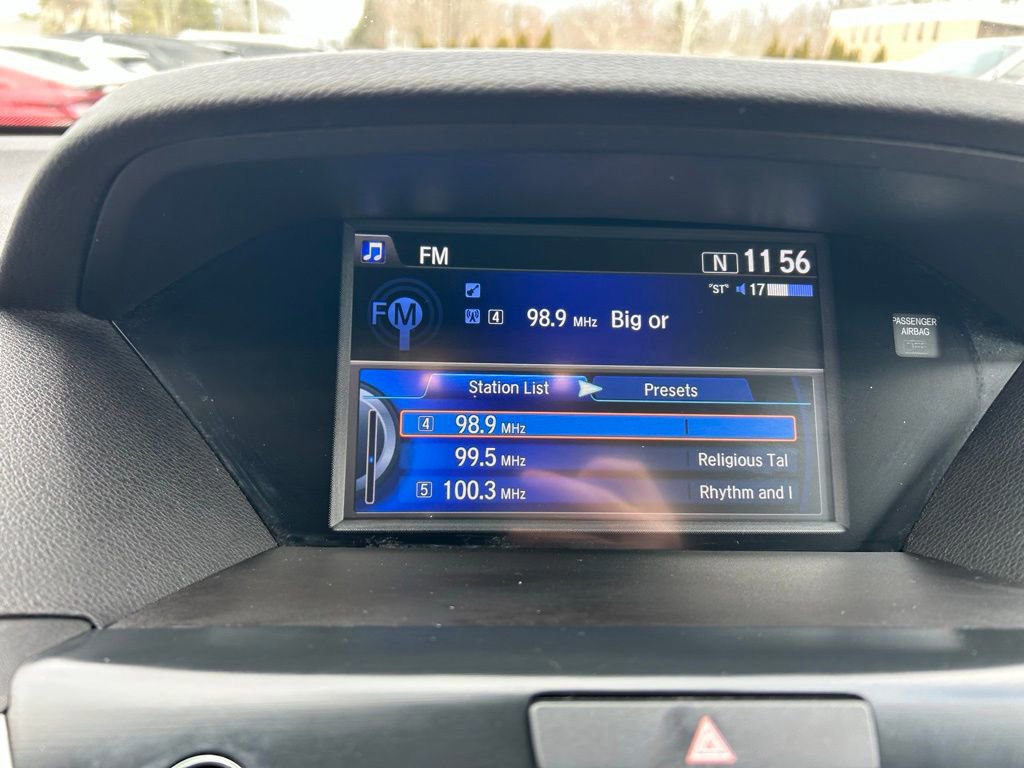 FM
N 11 56
"ST" 17
FM
4 98.9 MHz Big or
PASSENGER
AIRBAG
OFF
Station List Presets
4 98.9 MHz
99.5 MHz Religious Tal
5 100.3 MHz Rhythm and